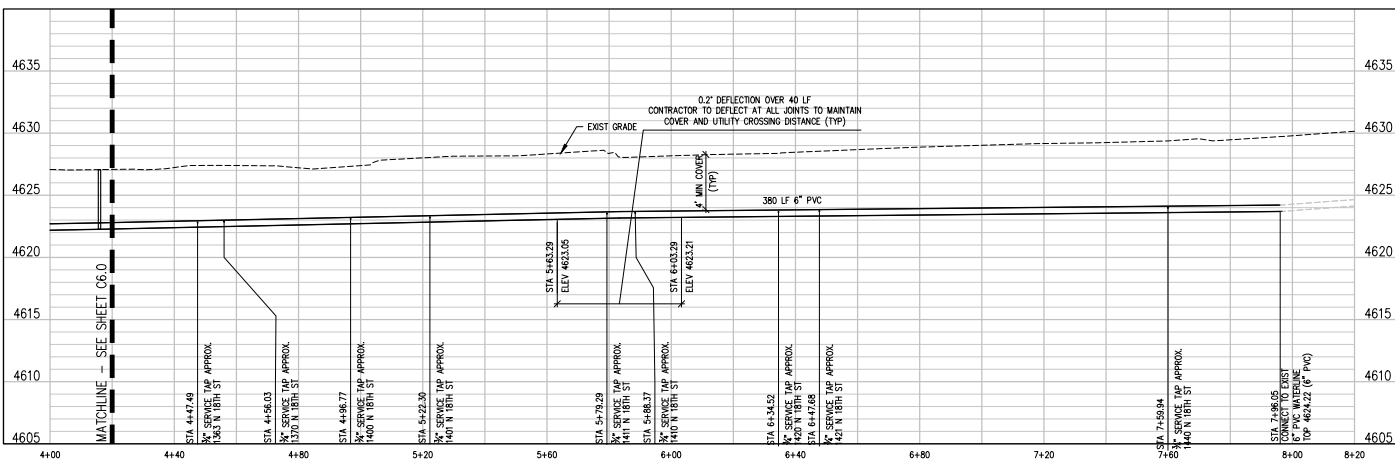 4635
4635
0.2' DEFLECTION OVER 40 LF
CONTRACTOR TO DEFLECT AT ALL JOINTS TO MAINTAIN
COVER AND UTILITY CROSSING DISTANCE (TYP)
4630
EXIST GRADE
4630
4' MIN COVER
(TYP)
4625
380 LF 6" PVC
4625
4620
4620
MATCHLINE - SEE SHEET C6.0
STA 5+63.29
ELEV 4623.05
STA 6+03.29
ELEV 4623.21
4615
4615
4610
4610
STA 4+47.49
¾" SERVICE TAP APPROX.
1363 N 18TH ST
STA 4+56.03
¾" SERVICE TAP APPROX.
1370 N 18TH ST
STA 4+96.77
¾" SERVICE TAP APPROX.
1400 N 18TH ST
STA 5+22.30
¾" SERVICE TAP APPROX.
1401 N 18TH ST
STA 5+79.29
¾" SERVICE TAP APPROX.
1411 N 18TH ST
STA 5+88.37
¾" SERVICE TAP APPROX.
1410 N 18TH ST
STA 6+34.52
¾" SERVICE TAP APPROX.
1420 N 18TH ST
STA 6+47.68
¾" SERVICE TAP APPROX.
1421 N 18TH ST
STA 7+59.94
¾" SERVICE TAP APPROX.
1440 N 18TH ST
STA 7+96.05
CONNECT TO EXIST
6" PVC WATERLINE
TOP 4624.22 (6" PVC)
4605
4605
4+00 4+40 4+80 5+20 5+60 6+00 6+40 6+80 7+20 7+60 8+00 8+20